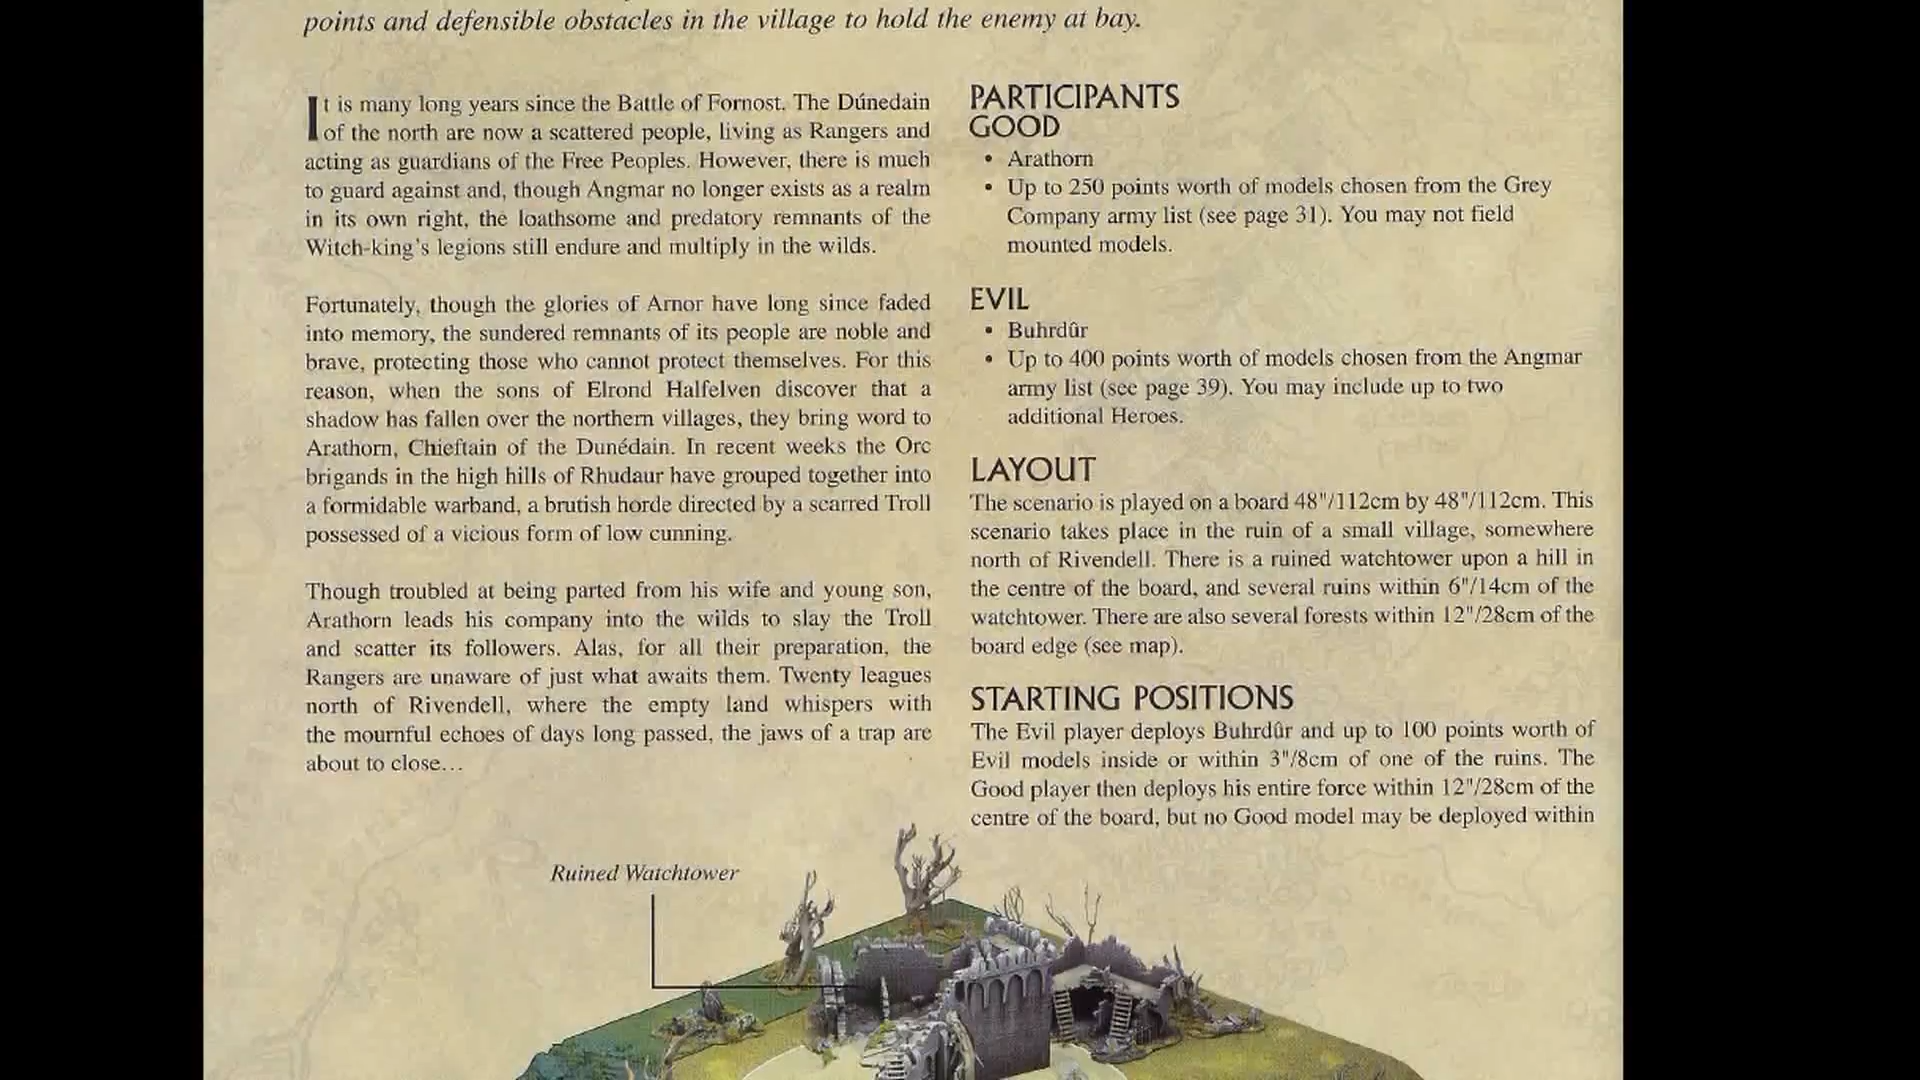 points and defensible obstacles in the village to hold the enemy at bay.
It is many long years since the Battle of Fornost. The Dúnedain
of the north are now a scattered people, living as Rangers and
acting as guardians of the Free Peoples. However, there is much
to guard against and, though Angmar no longer exists as a realm
in its own right, the loathsome and predatory remnants of the
Witch-king's legions still endure and multiply in the wilds.
Fortunately, though the glories of Arnor have long since faded
into memory, the sundered remnants of its people are noble and
brave, protecting those who cannot protect themselves. For this
reason, when the sons of Elrond Halfelven discover that a
shadow has fallen over the northern villages, they bring word to
Arathorn, Chieftain of the Dunédain. In recent weeks the Orc
brigands in the high hills of Rhudaur have grouped together into
a formidable warband, a brutish horde directed by a scarred Troll
possessed of a vicious form of low cunning.
Though troubled at being parted from his wife and young son,
Arathorn leads his company into the wilds to slay the Troll
and scatter its followers. Alas, for all their preparation, the
Rangers are unaware of just what awaits them. Twenty leagues
north of Rivendell, where the empty land whispers with
the mournful echoes of days long passed, the jaws of a trap are
about to close...
PARTICIPANTS
GOOD
• Arathorn
• Up to 250 points worth of models chosen from the Grey
Company army list (see page 31). You may not field
mounted models.
EVIL
• Buhrdûr
• Up to 400 points worth of models chosen from the Angmar
army list (see page 39). You may include up to two
additional Heroes.
LAYOUT
The scenario is played on a board 48"/112cm by 48"/112cm. This
scenario takes place in the ruin of a small village, somewhere
north of Rivendell. There is a ruined watchtower upon a hill in
the centre of the board, and several ruins within 6"/14cm of the
watchtower. There are also several forests within 12"/28cm of the
board edge (see map).
STARTING POSITIONS
The Evil player deploys Buhrdûr and up to 100 points worth of
Evil models inside or within 3"/8cm of one of the ruins. The
Good player then deploys his entire force within 12"/28cm of the
centre of the board, but no Good model may be deployed within
Ruined Watchtower